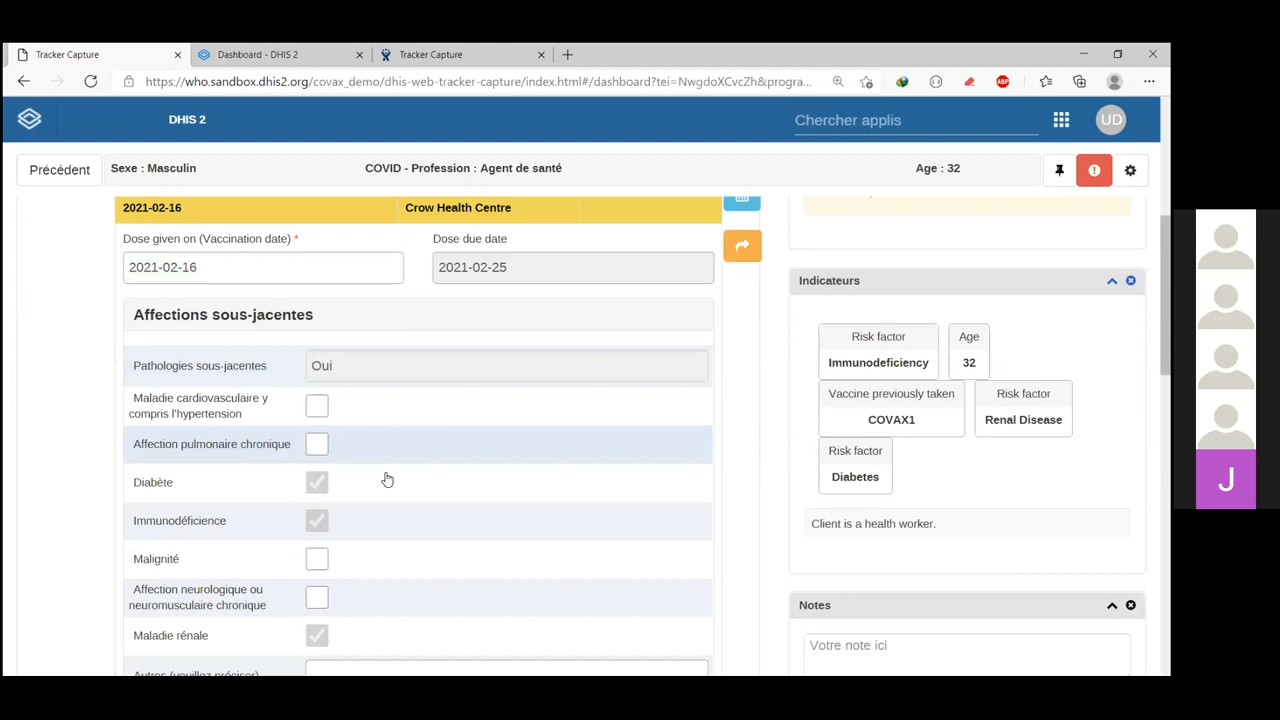 Tracker Capture
Dashboard - DHIS 2
Tracker Capture
https://who.sandbox.dhis2.org/covax_demo/dhis-web-tracker-capture/index.html#/dashboard?tei=NwgdoXCvcZh&progra...
ABP
DHIS 2
Chercher applis
UD
Précédent
Sexe : Masculin
COVID - Profession : Agent de santé
Age : 32
2021-02-16
Crow Health Centre
Dose given on (Vaccination date) *
Dose due date
2021-02-16
2021-02-25
Affections sous-jacentes
Pathologies sous-jacentes
Oui
Maladie cardiovasculaire y
compris l'hypertension
Affection pulmonaire chronique
Diabète
Immunodéficience
Malignité
Affection neurologique ou
neuromusculaire chronique
Maladie rénale
Autres (veuillez préciser)
Indicateurs
Risk factor
Immunodeficiency
Age
32
Vaccine previously taken
COVAX1
Risk factor
Renal Disease
Risk factor
Diabetes
Client is a health worker.
Notes
Votre note ici
J